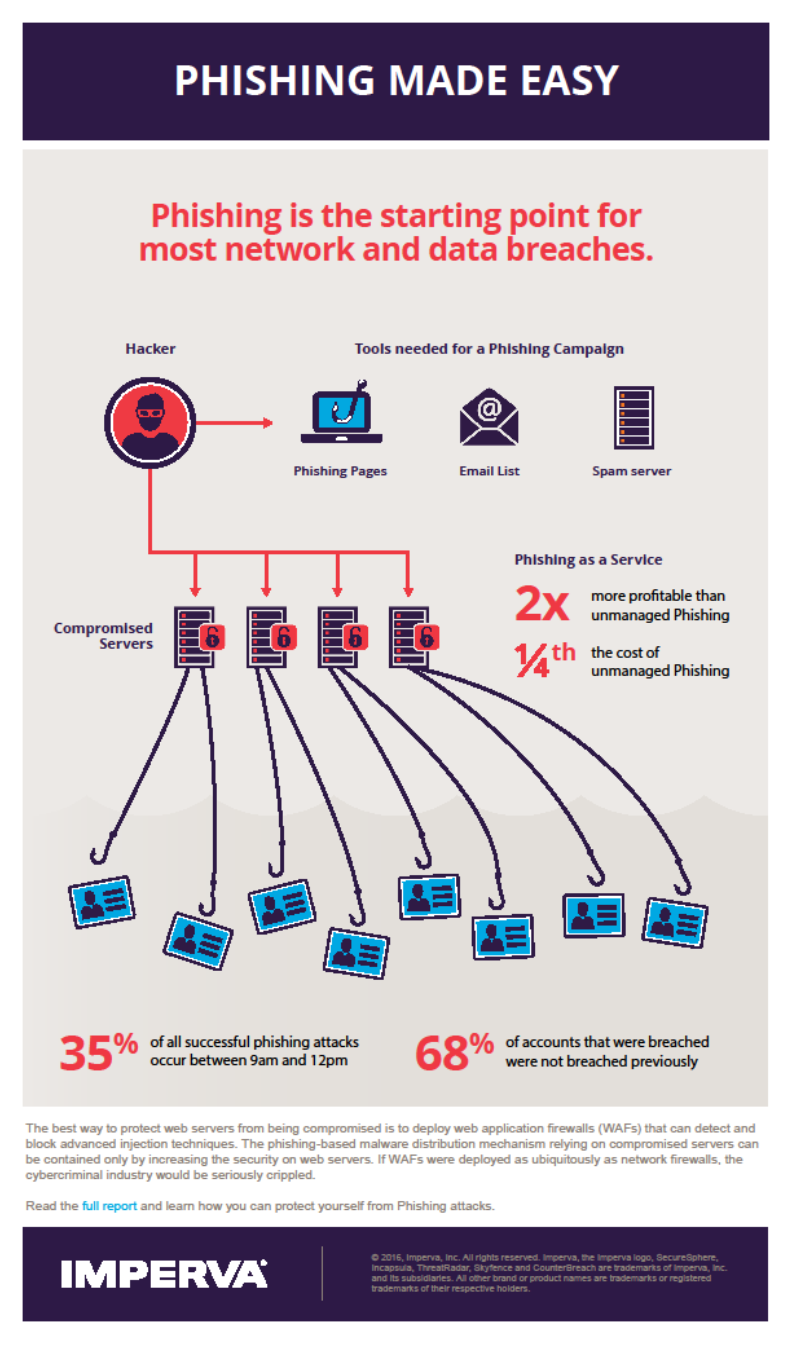 PHISHING MADE EASY
Phishing is the starting point for
most network and data breaches.
Hacker
Tools needed for a Phishing Campaign
Phishing Pages
Email List
Spam server
Phishing as a Service
2x
more profitable than
unmanaged Phishing
Compromised
Servers
1/4th
the cost of
unmanaged Phishing
35%
of all successful phishing attacks
occur between 9am and 12pm
68%
of accounts that were breached
were not breached previously
The best way to protect web servers from being compromised is to deploy web application firewalls (WAFs) that can detect and
block advanced injection techniques. The phishing-based malware distribution mechanism relying on compromised servers can
be contained only by increasing the security on web servers. If WAFs were deployed as ubiquitously as network firewalls, the
cybercriminal industry would be seriously crippled.
Read the full report and learn how you can protect yourself from Phishing attacks.
IMPERVA
© 2016, Imperva, Inc. All rights reserved. Imperva, the Imperva logo, SecureSphere,
Incapsula, ThreatRadar, Skyfence and CounterBreach are trademarks of Imperva, Inc.
and its subsidiaries. All other brand or product names are trademarks or registered
trademarks of their respective holders.